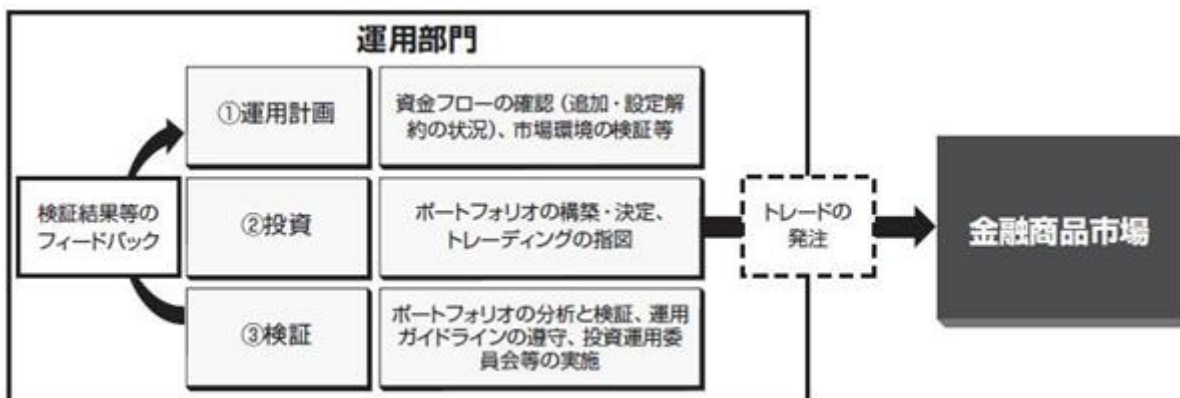 運用部門
①運用計画
資金フローの確認（追加・設定解
約の状況）、市場環境の検証等
検証結果等の
フィードバック
②投資
ポートフォリオの構築・決定、
トレーディングの指図
トレードの
発注
金融商品市場
③検証
ポートフォリオの分析と検証、運用
ガイドラインの遵守、投資運用委
員会等の実施